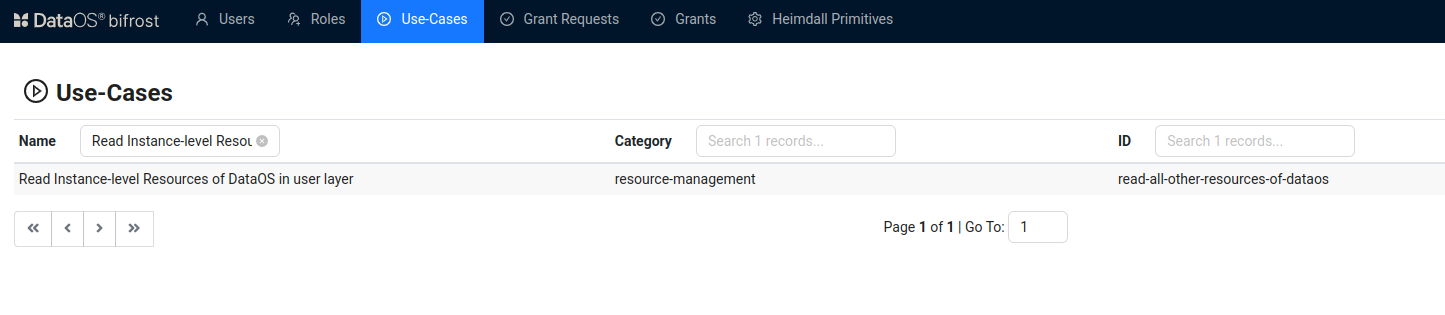 DataOS® bifrost Users Roles Use-Cases Grant Requests Grants Heimdall Primitives
Use-Cases
Name Read Instance-level Resou Category Search 1 records... ID Search 1 records...
Read Instance-level Resources of DataOS in user layer resource-management read-all-other-resources-of-dataos
Page 1 of 1 | Go To: 1